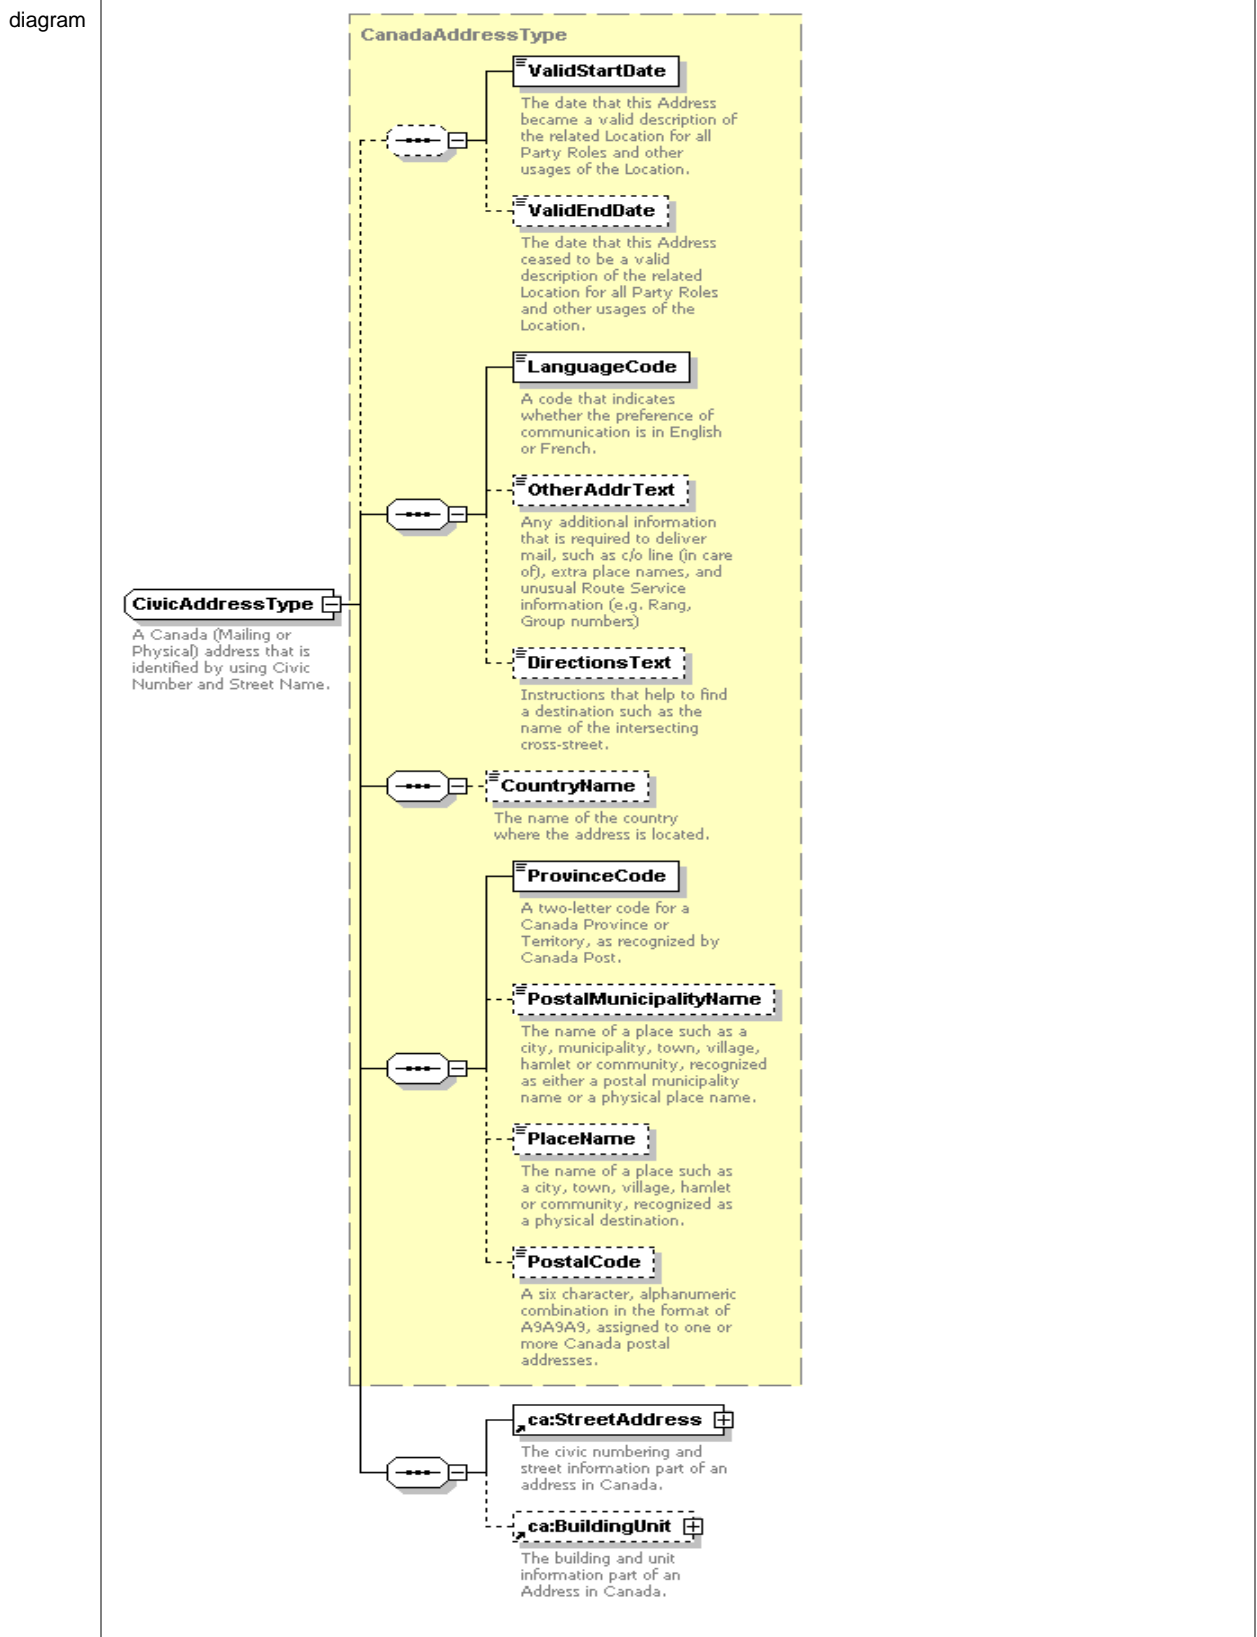 diagram
CanadaAddressType
ValidStartDate
The date that this Address
became a valid description of
the related Location for all
Party Roles and other
usages of the Location.
ValidEndDate
The date that this Address
ceased to be a valid
description of the related
Location for all Party Roles
and other usages of the
Location.
LanguageCode
A code that indicates
whether the preference of
communication is in English
or French.
OtherAddrText
Any additional information
that is required to deliver
mail, such as c/o line (in care
of), extra place names, and
unusual Route Service
information (e.g. Rang,
Group numbers)
CivicAddressType
A Canada (Mailing or
Physical) address that is
identified by using Civic
Number and Street Name.
DirectionsText
Instructions that help to find
a destination such as the
name of the intersecting
cross-street.
CountryName
The name of the country
where the address is located.
ProvinceCode
A two-letter code for a
Canada Province or
Territory, as recognized by
Canada Post.
PostalMunicipalityName
The name of a place such as a
city, municipality, town, village,
hamlet or community, recognized
as either a postal municipality
name or a physical place name.
PlaceName
The name of a place such as
a city, town, village, hamlet
or community, recognized as
a physical destination.
PostalCode
A six character, alphanumeric
combination in the format of
A9A9A9, assigned to one or
more Canada postal
addresses.
ca:StreetAddress
The civic numbering and
street information part of an
address in Canada.
ca:BuildingUnit
The building and unit
information part of an
Address in Canada.